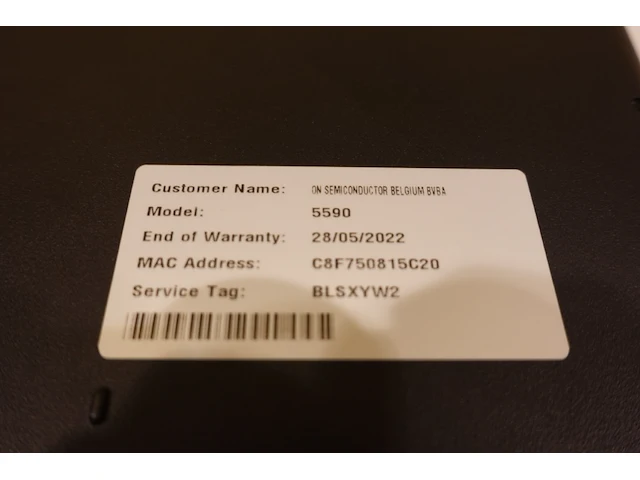 Customer Name: ON SEMICONDUCTOR BELGIUM BVBA
Model: 5590
End of Warranty: 28/05/2022
MAC Address: C8F750815C20
Service Tag: BLSXYW2